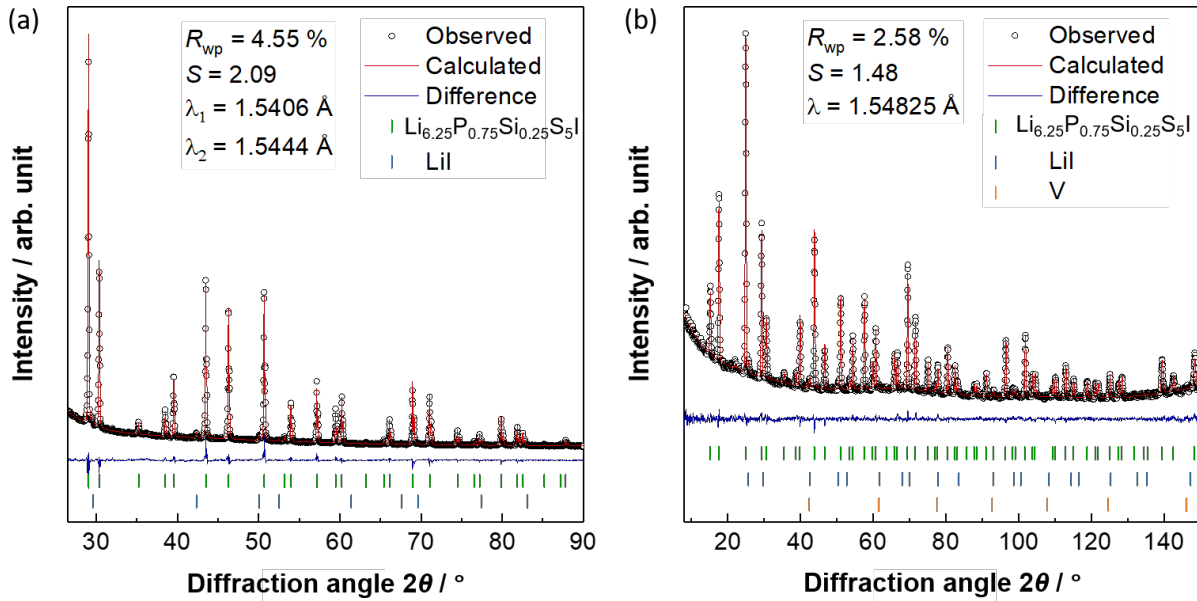 (a)
R_wp = 4.55 %
S = 2.09
λ₁ = 1.5406 Å
λ₂ = 1.5444 Å
Observed
Calculated
Difference
Li₆.₂₅P₀.₇₅Si₀.₂₅S₅I
LiI
Intensity / arb. unit
30 40 50 60 70 80 90
Diffraction angle 2θ / °
(b)
R_wp = 2.58 %
S = 1.48
λ = 1.54825 Å
Observed
Calculated
Difference
Li₆.₂₅P₀.₇₅Si₀.₂₅S₅I
LiI
V
Intensity / arb. unit
20 40 60 80 100 120 140
Diffraction angle 2θ / °